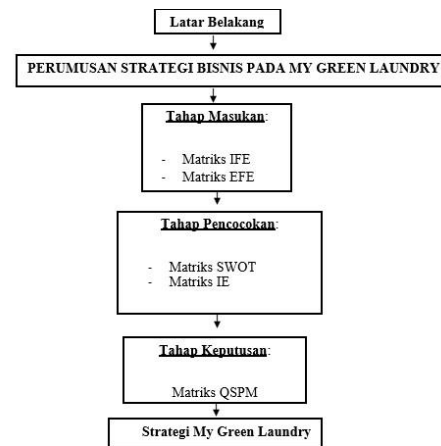 Latar Belakang
PERUMUSAN STRATEGI BISNIS PADA MY GREEN LAUNDRY
Tahap Masukan:
- Matriks IFE
- Matriks EFE
Tahap Pencocokan:
- Matriks SWOT
- Matriks IE
Tahap Keputusan:
Matriks QSPM
Strategi My Green Laundry